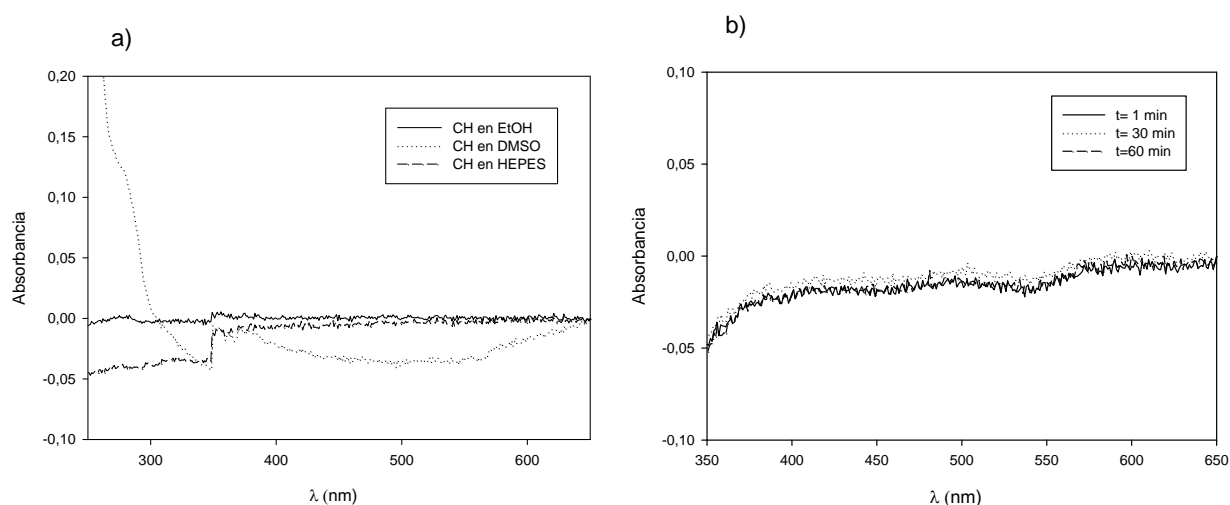 a)
0,20
0,15
0,10
0,05
0,00
-0,05
-0,10
Absorbancia
CH en EtOH
CH en DMSO
CH en HEPES
300
400
500
600
λ (nm)
b)
0,10
0,05
0,00
-0,05
-0,10
Absorbancia
t= 1 min
t= 30 min
t=60 min
350
400
450
500
550
600
650
λ (nm)